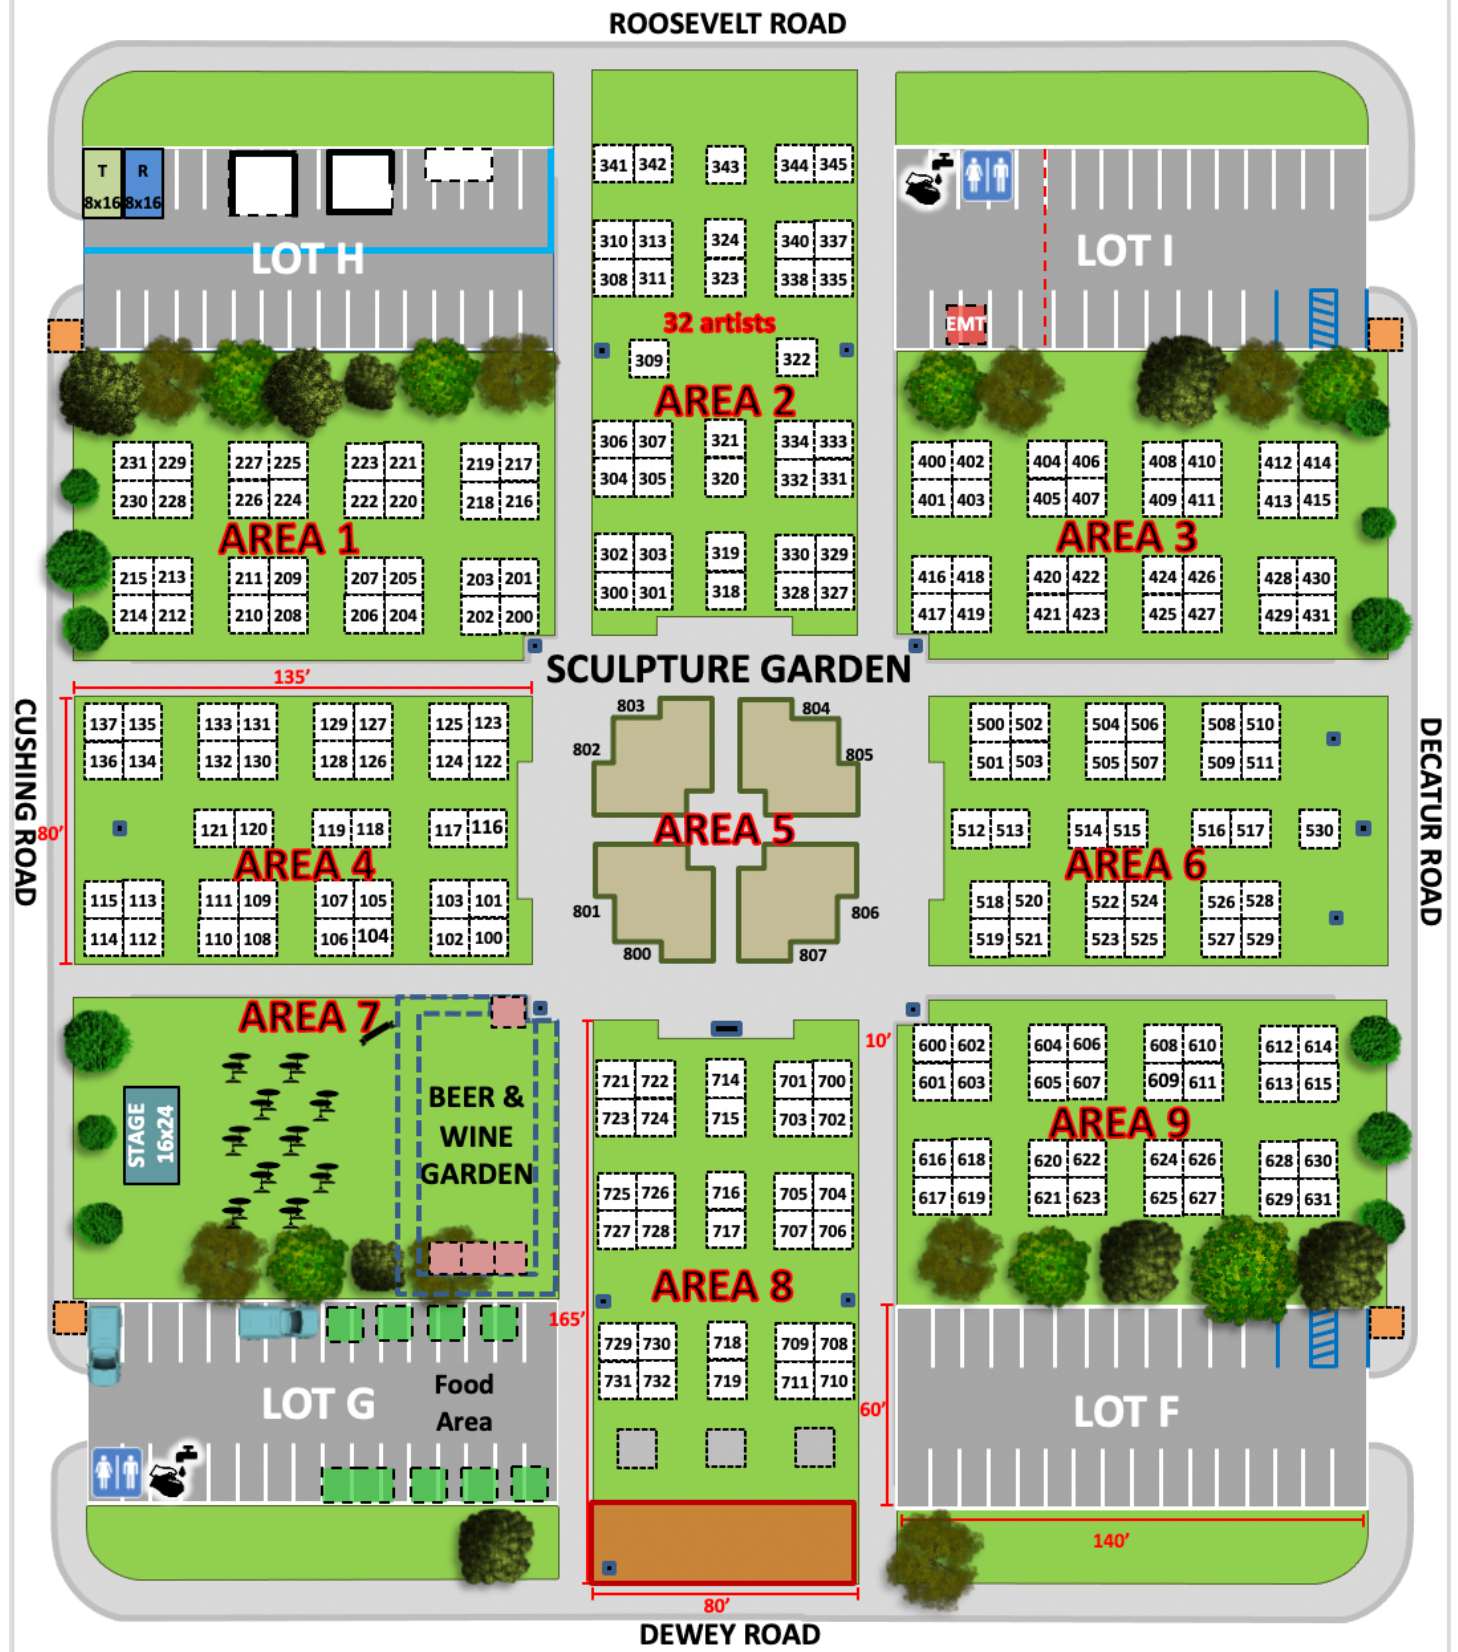 ROOSEVELT ROAD
T
8x16
R
8x16
LOT H
341 342 343 344 345
310 313 324 340 337
308 311 323 338 335
32 artists
309 322
AREA 2
306 307 321 334 333
304 305 320 332 331
302 303 319 330 329
300 301 318 328 327
LOT I
EMT
231 229 227 225 223 221 219 217
230 228 226 224 222 220 218 216
AREA 1
215 213 211 209 207 205 203 201
214 212 210 208 206 204 202 200
400 402 404 406 408 410 412 414
401 403 405 407 409 411 413 415
AREA 3
416 418 420 422 424 426 428 430
417 419 421 423 425 427 429 431
SCULPTURE GARDEN
135’
CUSHING ROAD
80’
137 135 133 131 129 127 125 123
136 134 132 130 128 126 124 122
121 120 119 118 117 116
AREA 4
115 113 111 109 107 105 103 101
114 112 110 108 106 104 102 100
803 804
802 805
AREA 5
801 806
800 807
500 502 504 506 508 510
501 503 505 507 509 511
512 513 514 515 516 517 530
AREA 6
518 520 522 524 526 528
519 521 523 525 527 529
DECATUR ROAD
AREA 7
STAGE
16x24
BEER &
WINE
GARDEN
721 722 714 701 700
723 724 715 703 702
725 726 716 705 704
727 728 717 707 706
AREA 8
165’
729 730 718 709 708
731 732 719 711 710
10’
600 602 604 606 608 610 612 614
601 603 605 607 609 611 613 615
AREA 9
616 618 620 622 624 626 628 630
617 619 621 623 625 627 629 631
LOT G
Food
Area
60’
LOT F
140’
80’
DEWEY ROAD